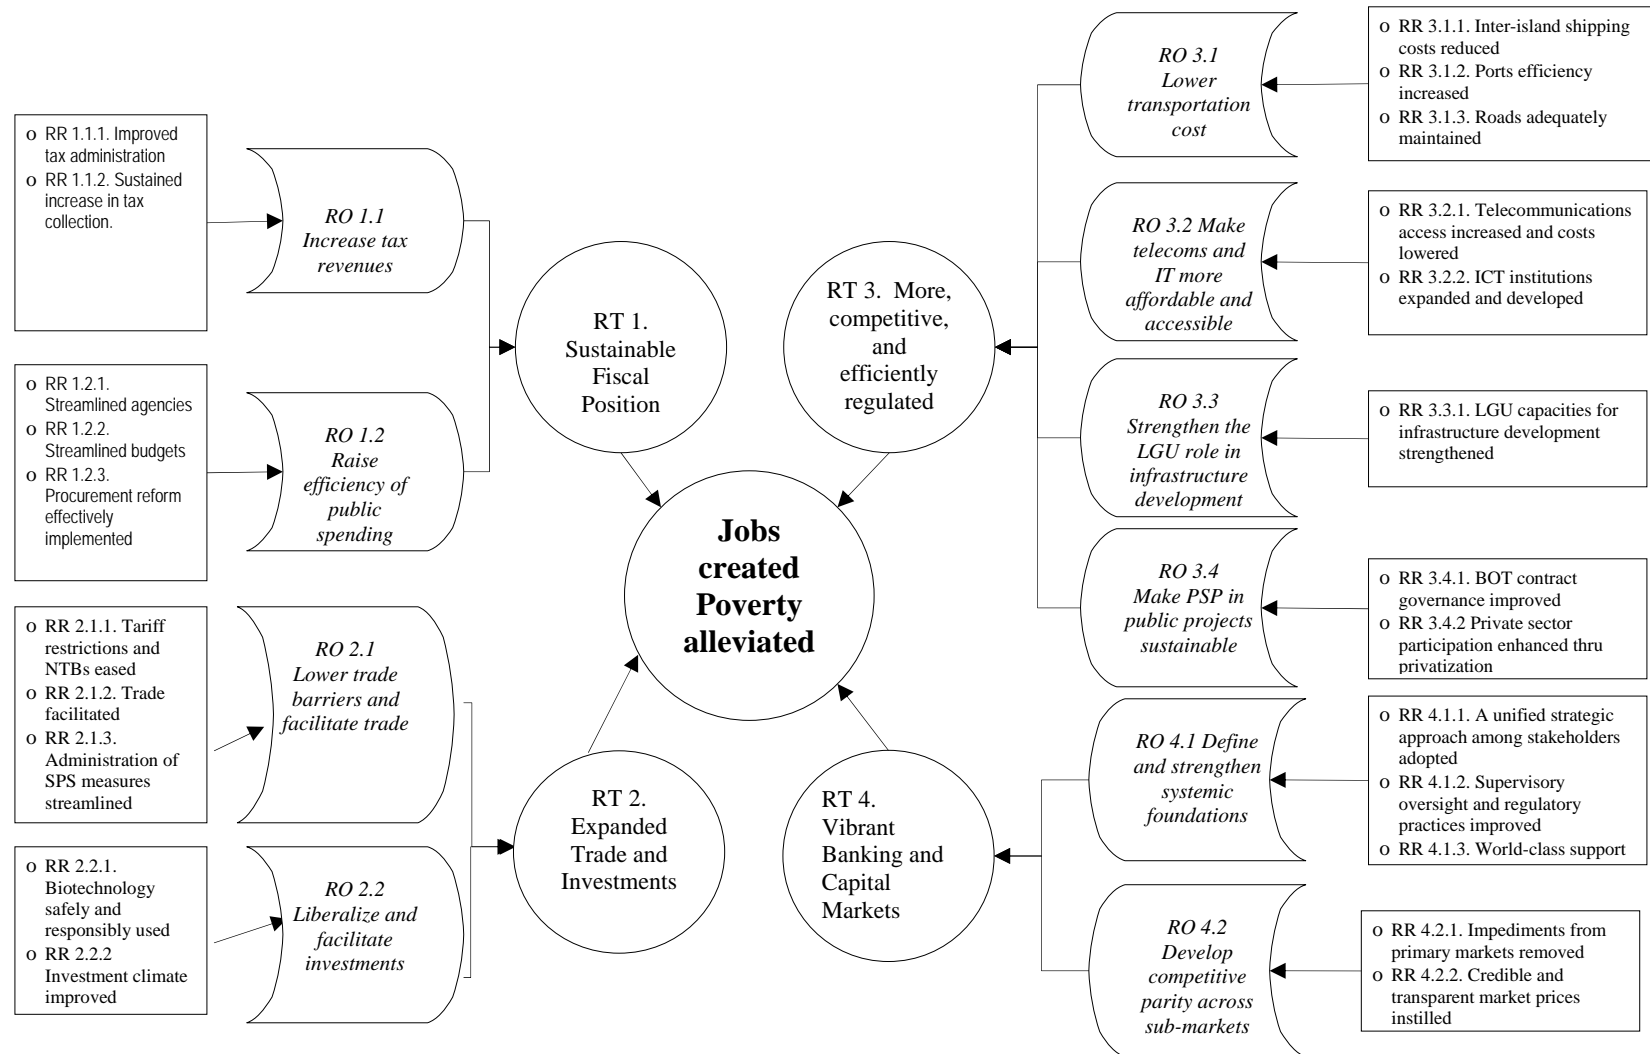 o RR 1.1.1. Improved
tax administration
o RR 1.1.2. Sustained
increase in tax
collection.
RO 1.1
Increase tax
revenues
o RR 1.2.1.
Streamlined agencies
o RR 1.2.2.
Streamlined budgets
o RR 1.2.3.
Procurement reform
effectively
implemented
RO 1.2
Raise
efficiency of
public
spending
RT 1.
Sustainable
Fiscal
Position
o RR 2.1.1. Tariff
restrictions and
NTBs eased
o RR 2.1.2. Trade
facilitated
o RR 2.1.3.
Administration of
SPS measures
streamlined
RO 2.1
Lower trade
barriers and
facilitate trade
o RR 2.2.1.
Biotechnology
safely and
responsibly used
o RR 2.2.2
Investment climate
improved
RO 2.2
Liberalize and
facilitate
investments
RT 2.
Expanded
Trade and
Investments
Jobs
created
Poverty
alleviated
RT 3. More,
competitive,
and
efficiently
regulated
RO 3.1
Lower
transportation
cost
o RR 3.1.1. Inter-island shipping
costs reduced
o RR 3.1.2. Ports efficiency
increased
o RR 3.1.3. Roads adequately
maintained
RO 3.2 Make
telecoms and
IT more
affordable and
accessible
o RR 3.2.1. Telecommunications
access increased and costs
lowered
o RR 3.2.2. ICT institutions
expanded and developed
RO 3.3
Strengthen the
LGU role in
infrastructure
development
o RR 3.3.1. LGU capacities for
infrastructure development
strengthened
RO 3.4
Make PSP in
public projects
sustainable
o RR 3.4.1. BOT contract
governance improved
o RR 3.4.2 Private sector
participation enhanced thru
privatization
RT 4.
Vibrant
Banking and
Capital
Markets
RO 4.1 Define
and strengthen
systemic
foundations
o RR 4.1.1. A unified strategic
approach among stakeholders
adopted
o RR 4.1.2. Supervisory
oversight and regulatory
practices improved
o RR 4.1.3. World-class support
RO 4.2
Develop
competitive
parity across
sub-markets
o RR 4.2.1. Impediments from
primary markets removed
o RR 4.2.2. Credible and
transparent market prices
instilled